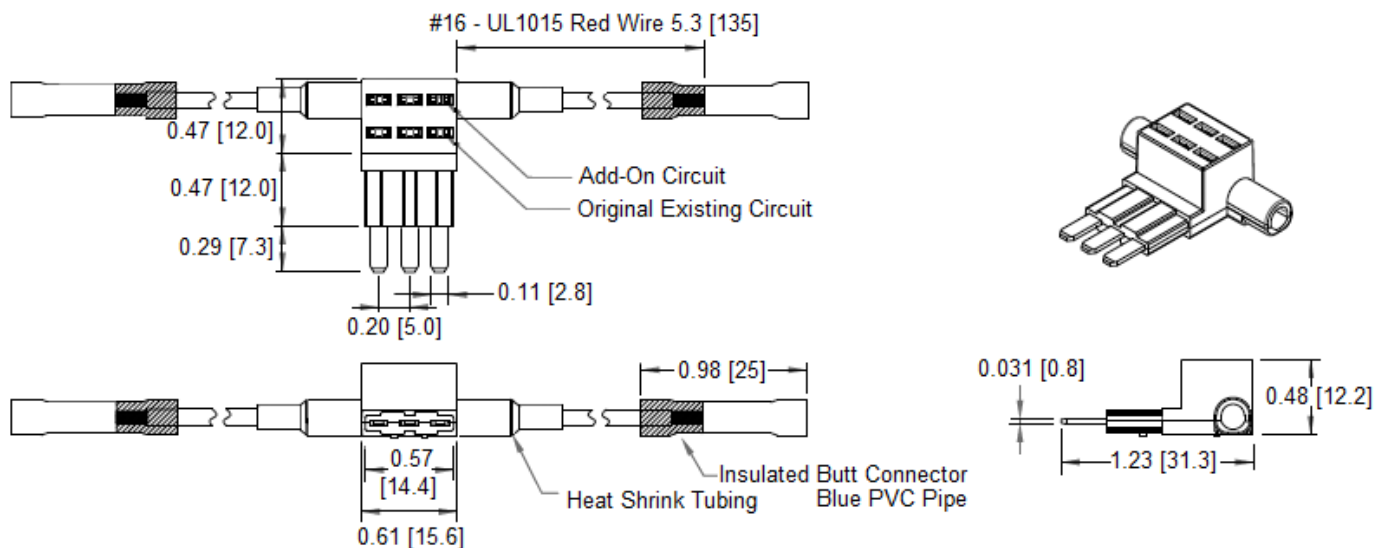 #16 - UL1015 Red Wire 5.3 [135]
0.47 [12.0]
0.47 [12.0]
Add-On Circuit
Original Existing Circuit
0.29 [7.3]
0.11 [2.8]
0.20 [5.0]
0.98 [25]
0.031 [0.8]
0.48 [12.2]
0.57
[14.4]
Insulated Butt Connector
Blue PVC Pipe
1.23 [31.3]
Heat Shrink Tubing
0.61 [15.6]